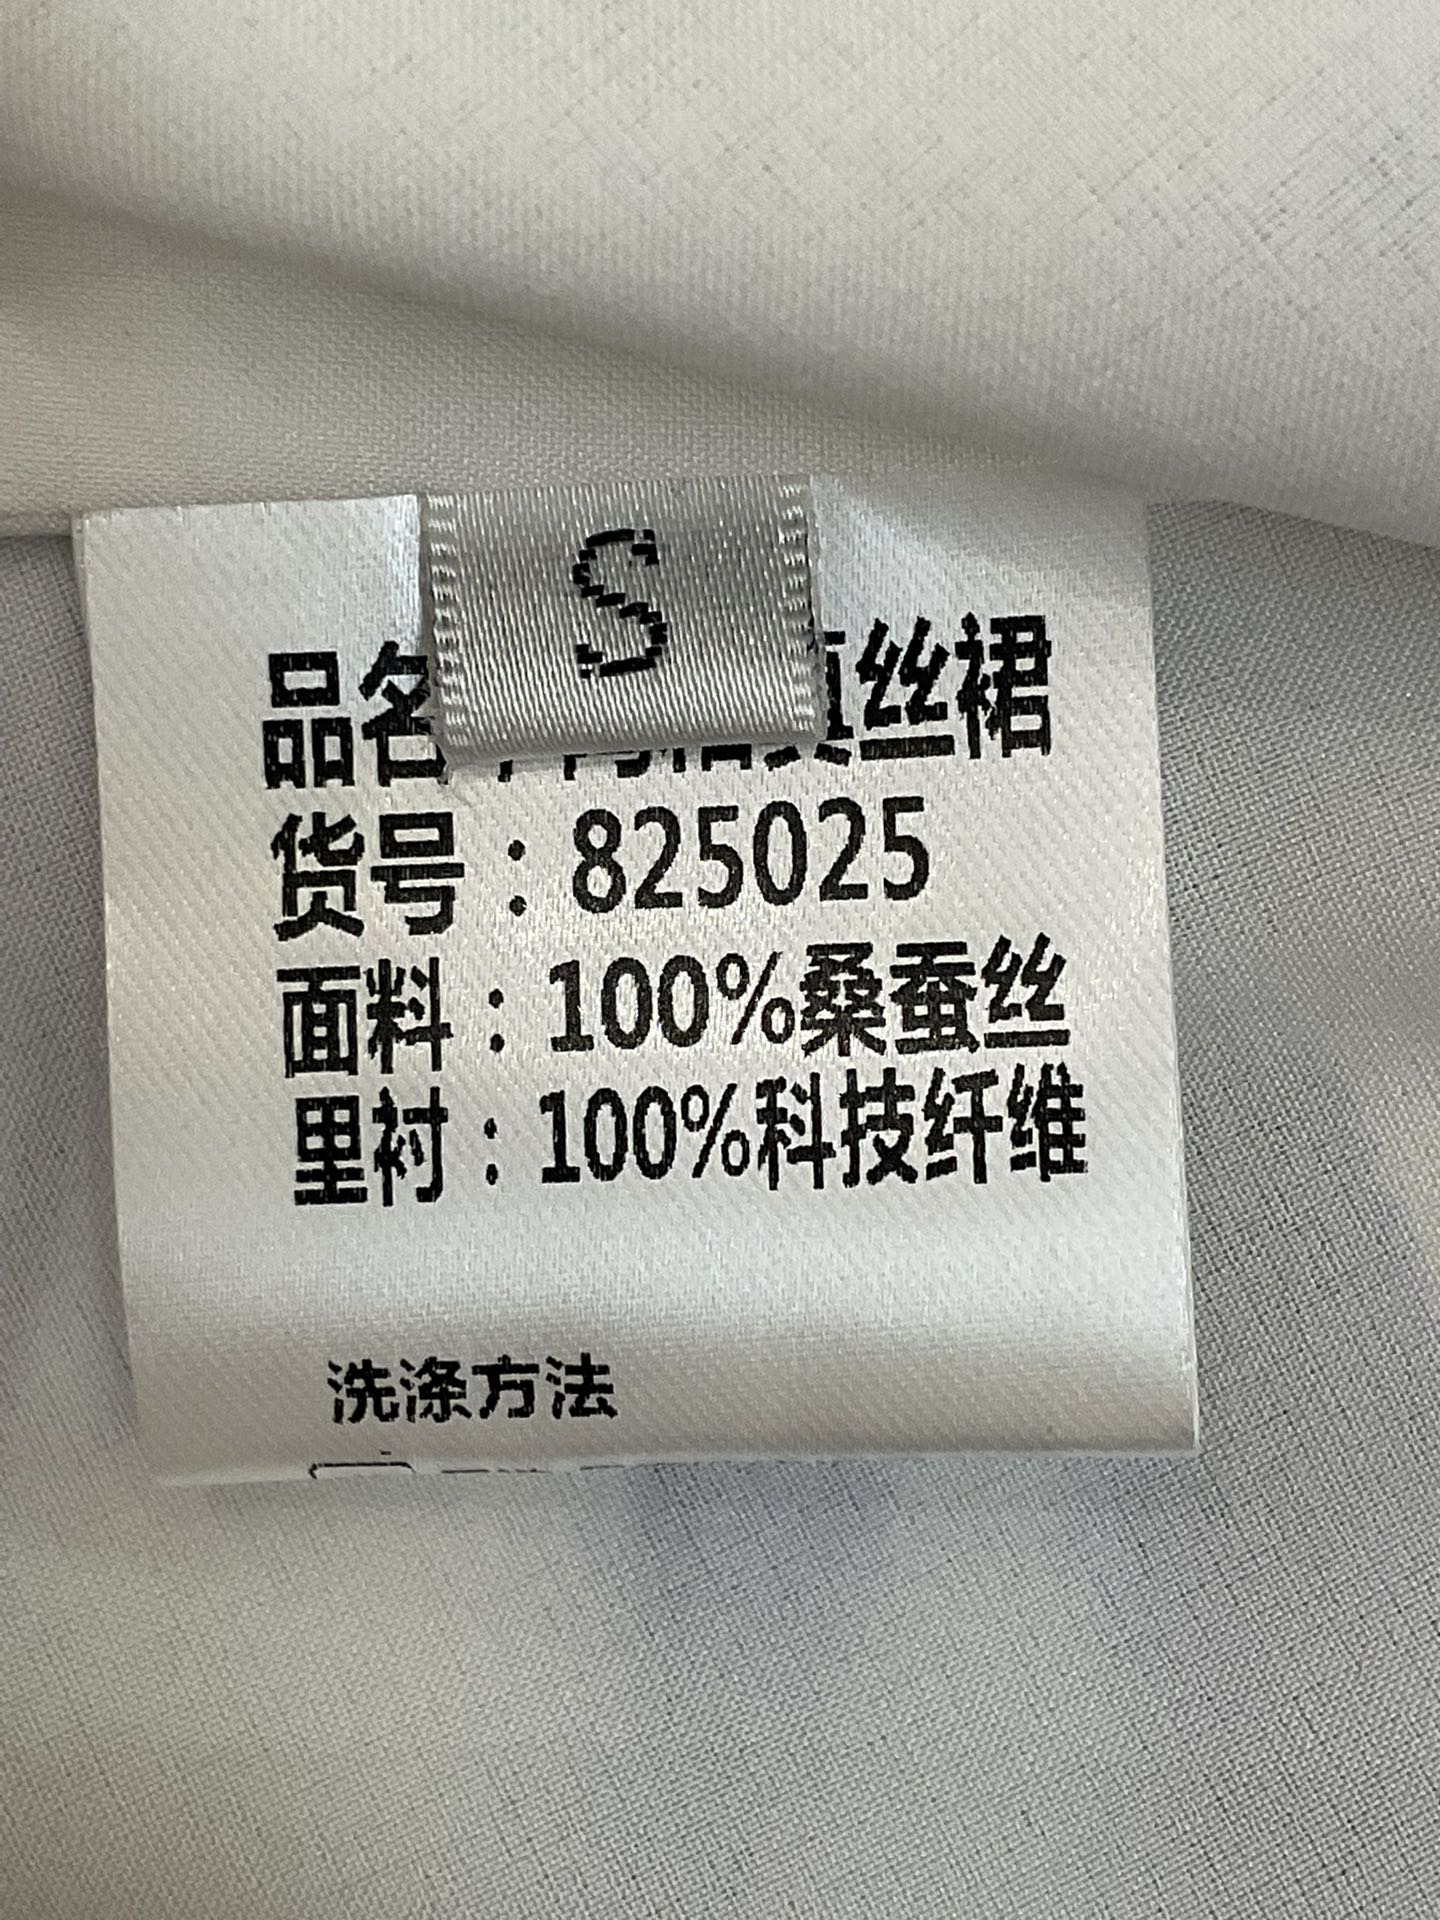 S
品名: 真丝裙
货号:825025
面料:100%桑蚕丝
里衬:100%科技纤维
洗涤方法